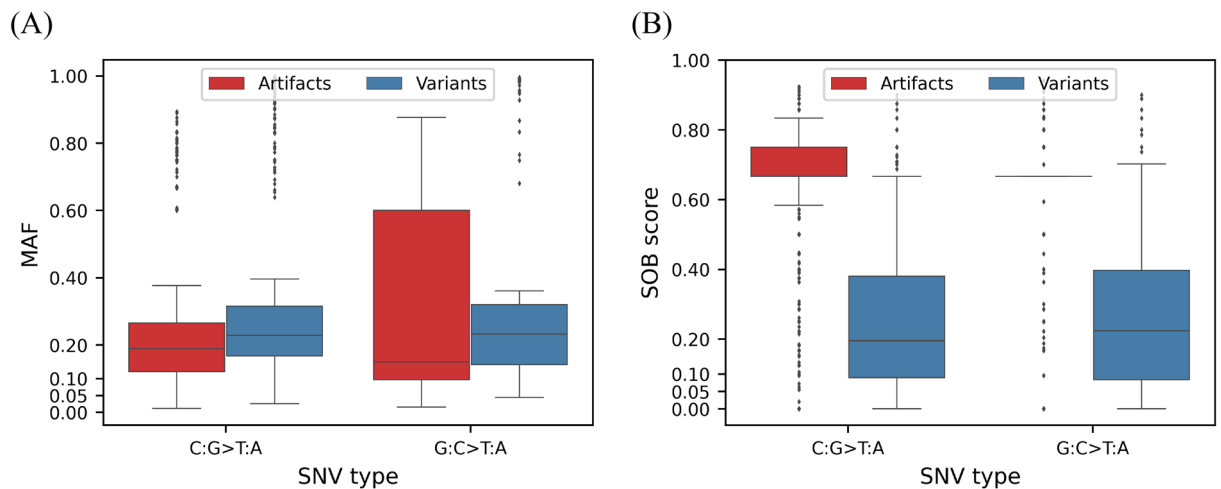 (A)
MAF
1.00
0.80
0.60
0.40
0.20
0.10
0.05
0.00
Artifacts Variants
C:G>T:A G:C>T:A
SNV type
(B)
SOB score
1.00
0.80
0.60
0.40
0.20
0.10
0.05
0.00
Artifacts Variants
C:G>T:A G:C>T:A
SNV type